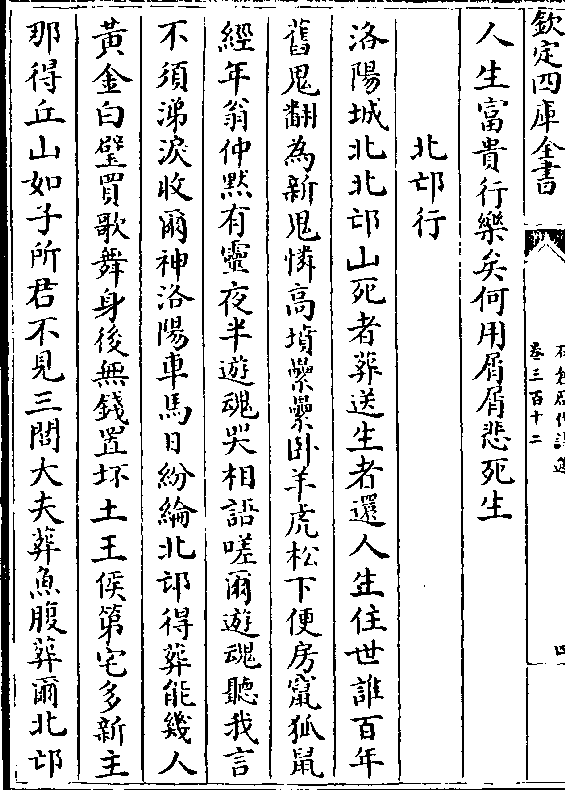 欽定四庫全書
石倉歷代詩選
卷三百十二
四
人生富貴行樂矣何用屑屑悲死生
北邙行
洛陽城北北邙山死者葬送生者還人生住世誰百年
舊鬼翻為新鬼憐高墳纍纍卧羊虎松下便房竄狐鼠
經年翁仲黙有靈夜半遊魂哭相語嗟爾遊魂聽我言
不須涕淚收爾神洛陽車馬日紛綸北邙得葬能幾人
黃金白璧買歌舞身後無錢置坏土王侯第宅多新主
那得丘山如子所君不見三閭大夫葬魚腹葬爾北邙